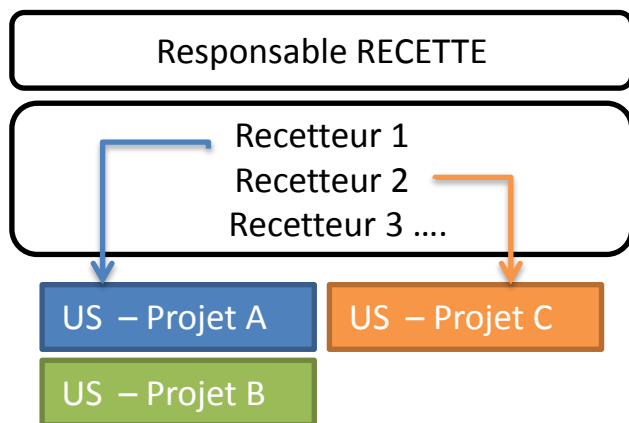 Responsable RECETTE
Recetteur 1
Recetteur 2
Recetteur 3 ....
US – Projet A
US – Projet C
US – Projet B